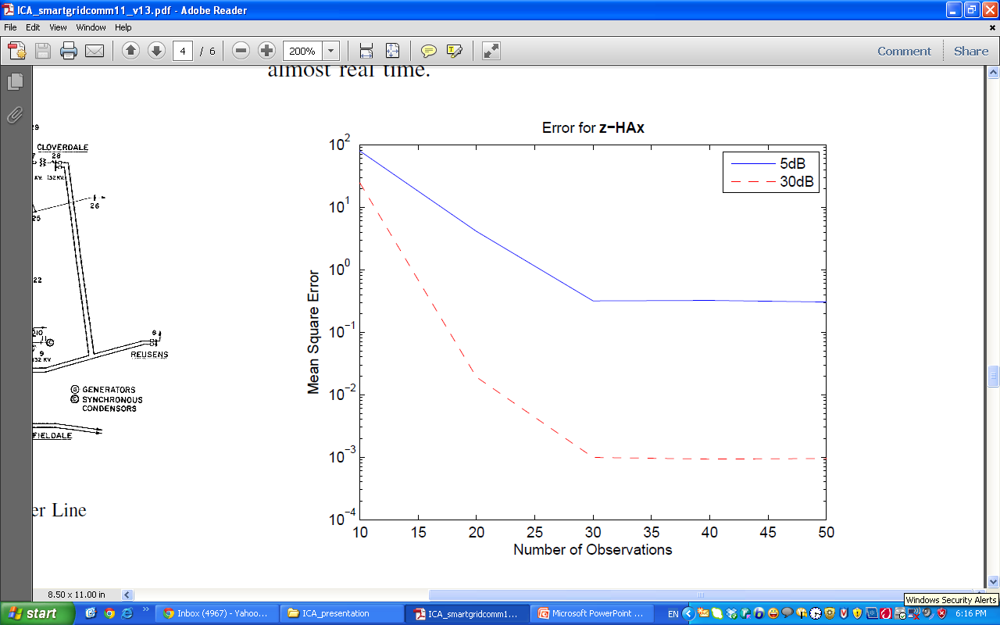 ICA_smartgridcomm11_v13.pdf - Adobe Reader
File Edit View Window Help
4 / 6 200% Comment Share
almost real time.
29
CLOVERDALE
28
KV. 132 KV.
26
25
22
10
11
9
132 KV
8
REUSENS
G GENERATORS
C SYNCHRONOUS
CONDENSORS
FIELDALE
er Line
Error for z−HAx
5dB
30dB
10^2
10^1
10^0
10^−1
10^−2
10^−3
10^−4
Mean Square Error
10 15 20 25 30 35 40 45 50
Number of Observations
8.50 x 11.00 in
Windows Security Alerts
start Inbox (4967) - Yahoo... ICA_presentation ICA_smartgridcomm1... Microsoft PowerPoint ... EN 6:16 PM